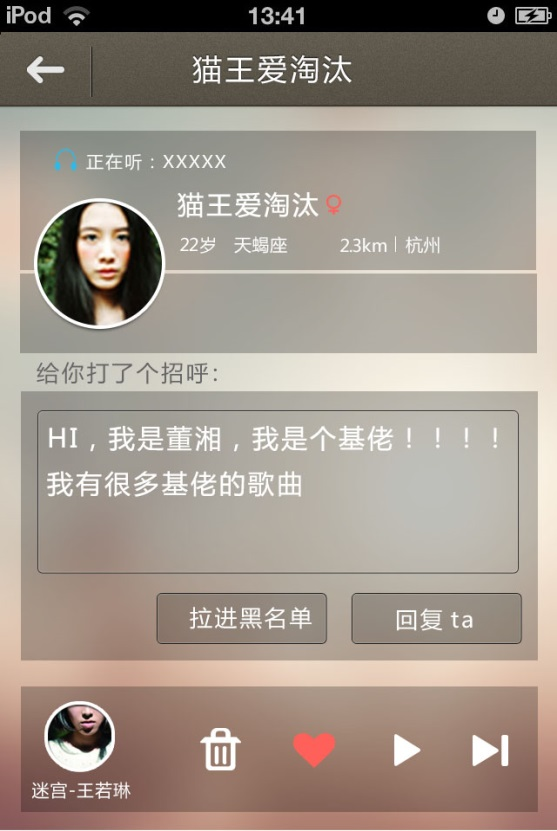 iPod 13:41
猫王爱淘汰
正在听：XXXXX
猫王爱淘汰
22岁 天蝎座 2.3km 杭州
给你打了个招呼：
HI，我是董湘，我是个基佬！！！！
我有很多基佬的歌曲
拉进黑名单 回复 ta
迷宫-王若琳